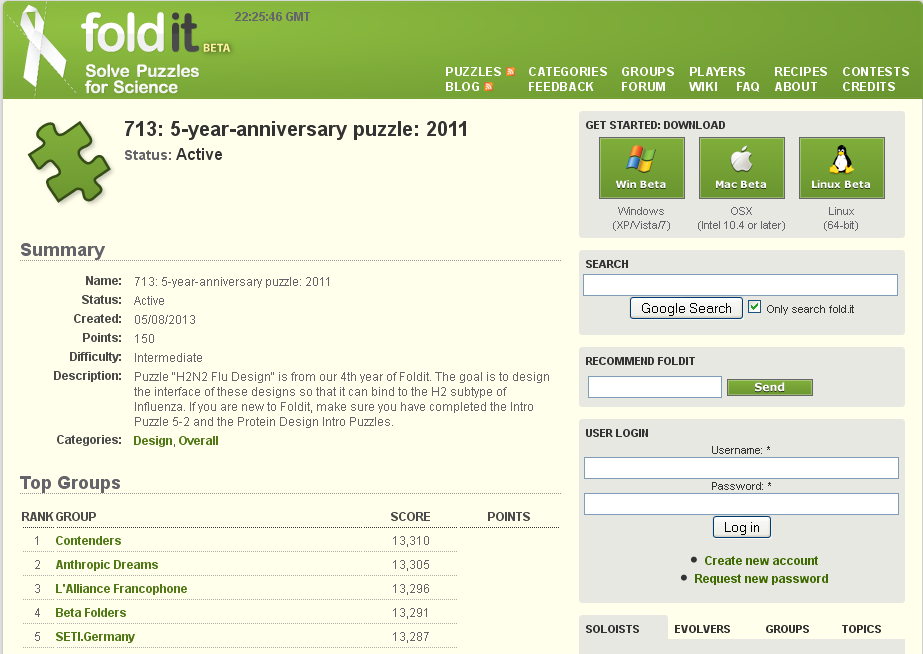 22:25:46 GMT
foldit BETA
Solve Puzzles
for Science
PUZZLES CATEGORIES GROUPS PLAYERS RECIPES CONTESTS
BLOG FEEDBACK FORUM WIKI FAQ ABOUT CREDITS
713: 5-year-anniversary puzzle: 2011
Status: Active
Summary
Name: 713: 5-year-anniversary puzzle: 2011
Status: Active
Created: 05/08/2013
Points: 150
Difficulty: Intermediate
Description: Puzzle "H2N2 Flu Design" is from our 4th year of Foldit. The goal is to design
the interface of these designs so that it can bind to the H2 subtype of
Influenza. If you are new to Foldit, make sure you have completed the Intro
Puzzle 5-2 and the Protein Design Intro Puzzles.
Categories: Design, Overall
Top Groups
RANK GROUP SCORE POINTS
1 Contenders 13,310
2 Anthropic Dreams 13,305
3 L'Alliance Francophone 13,296
4 Beta Folders 13,291
5 SETI.Germany 13,287
GET STARTED: DOWNLOAD
Win Beta Mac Beta Linux Beta
Windows OSX Linux
(XP/Vista/7) (Intel 10.4 or later) (64-bit)
SEARCH
Google Search Only search fold.it
RECOMMEND FOLDIT
Send
USER LOGIN
Username: *
Password: *
Log in
Create new account
Request new password
SOLOISTS EVOLVERS GROUPS TOPICS